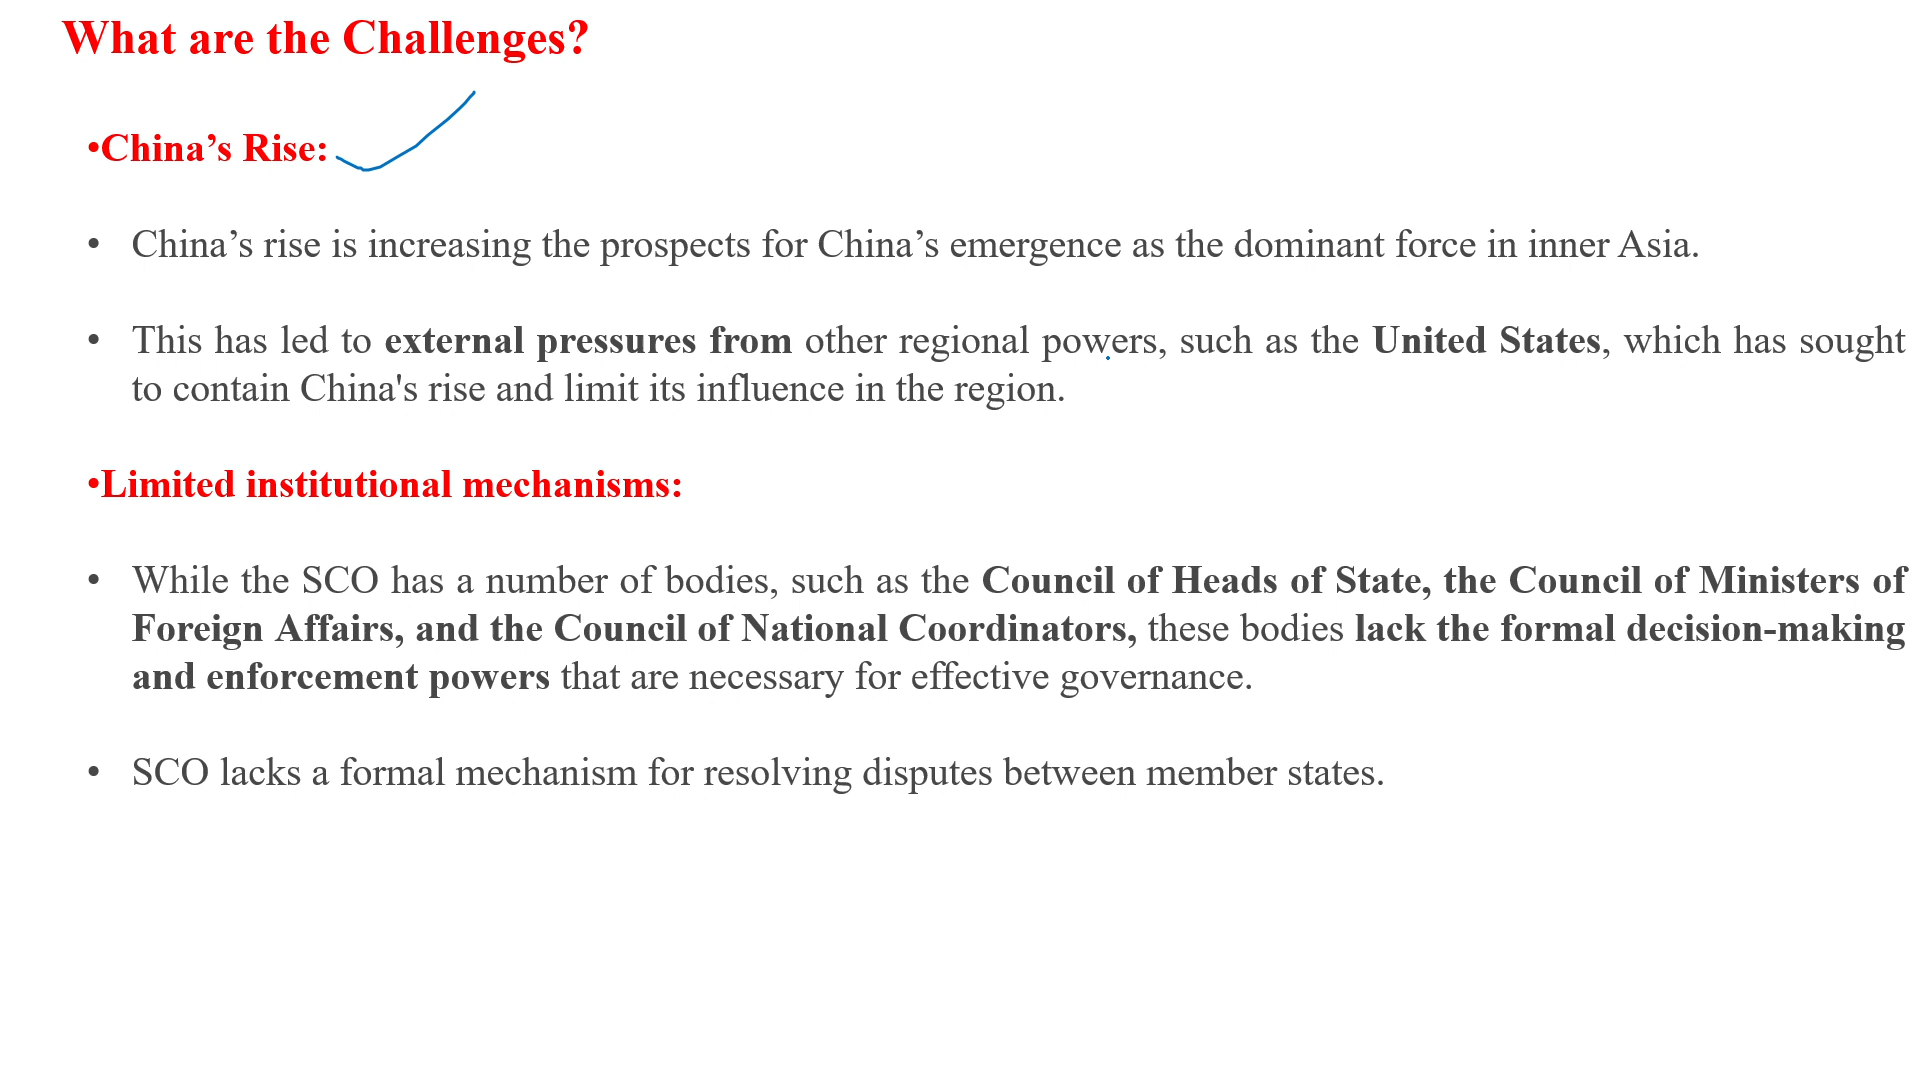 What are the Challenges?
•China’s Rise:
• China’s rise is increasing the prospects for China’s emergence as the dominant force in inner Asia.
• This has led to external pressures from other regional powers, such as the United States, which has sought
to contain China's rise and limit its influence in the region.
•Limited institutional mechanisms:
• While the SCO has a number of bodies, such as the Council of Heads of State, the Council of Ministers of
Foreign Affairs, and the Council of National Coordinators, these bodies lack the formal decision-making
and enforcement powers that are necessary for effective governance.
• SCO lacks a formal mechanism for resolving disputes between member states.